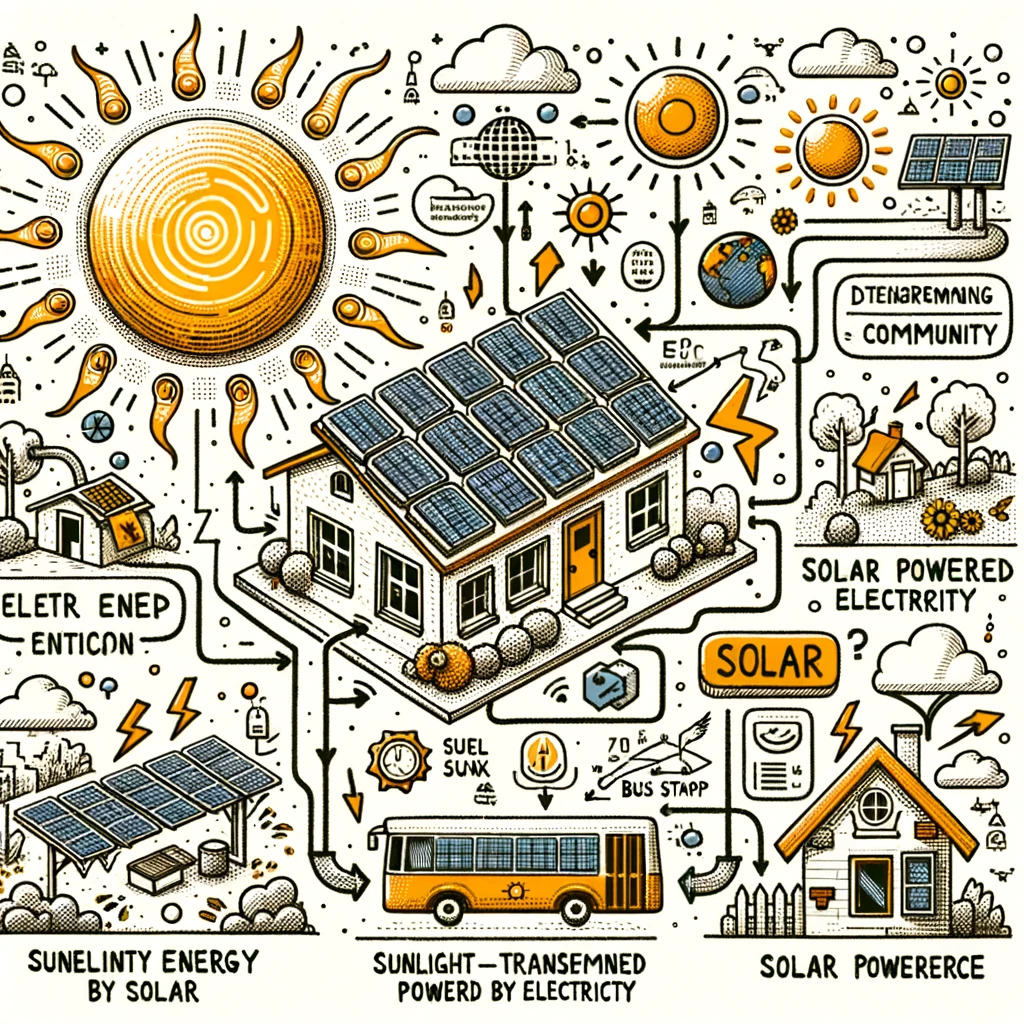 DTENAREMNING
COMMUNITY
ELETR ENEP
ENTICON
SOLAR POWERED
ELECTRRITY
SOLAR ?
SUEL
SUNX
70
BUS STAPP
SUNELINTY ENERGY
BY SOLAR
SUNLIGHT–TRANSEMNED
POWERD BY ELECTRICTY
SOLAR POWERERCE